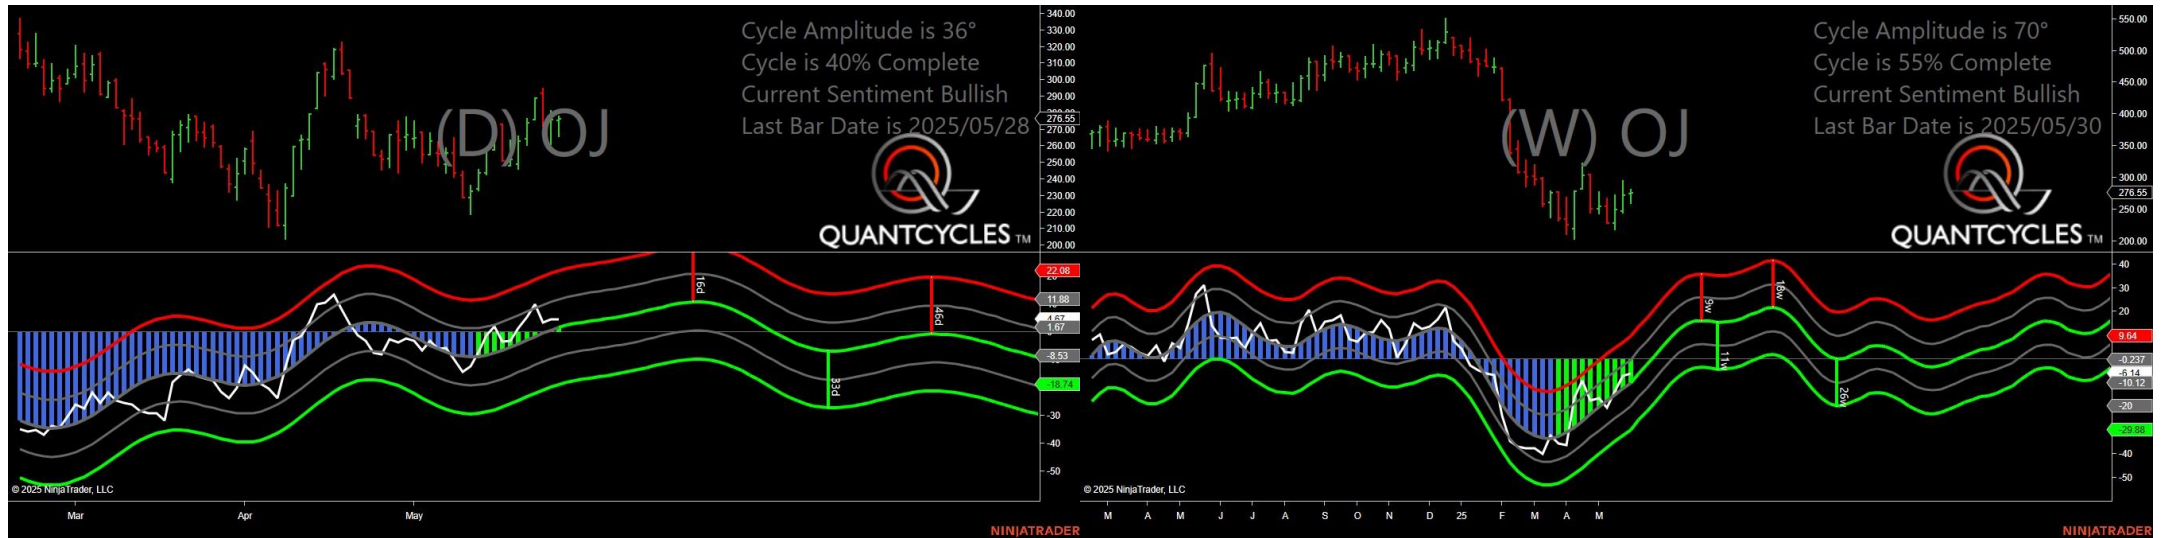 Cycle Amplitude is 36°
Cycle is 40% Complete
Current Sentiment Bullish
Last Bar Date is 2025/05/28
(D) OJ
QUANTCYCLES TM
340.00
330.00
320.00
310.00
300.00
290.00
280.00
276.55
270.00
260.00
250.00
240.00
230.00
220.00
210.00
200.00
22.08
20
11.88
4.67
1.67
-8.53
-18.74
-30
-40
-50
16d
33d
46d
© 2025 NinjaTrader, LLC
Mar Apr May
NINJATRADER
Cycle Amplitude is 70°
Cycle is 55% Complete
Current Sentiment Bullish
Last Bar Date is 2025/05/30
(W) OJ
QUANTCYCLES TM
550.00
500.00
450.00
400.00
350.00
300.00
276.55
250.00
200.00
40
30
20
9.64
-0.237
-6.14
-10.12
-20
-29.88
-40
-50
9w
11w
18w
26w
© 2025 NinjaTrader, LLC
M A M J J A S O N D 25 F M A M
NINJATRADER